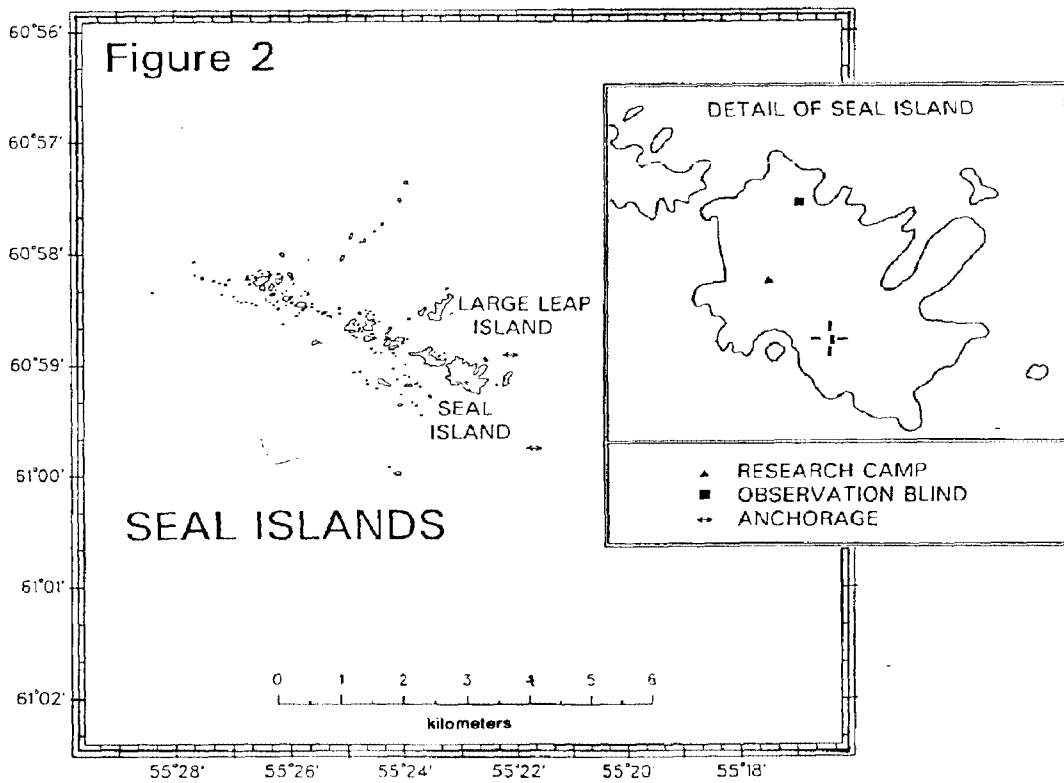 Figure 2
60°56'
60°57'
60°58'
60°59'
61°00'
61°01'
61°02'
LARGE LEAP
ISLAND
SEAL
ISLAND
SEAL ISLANDS
0 1 2 3 4 5 6
kilometers
55°28' 55°26' 55°24' 55°22' 55°20' 55°18'
DETAIL OF SEAL ISLAND
RESEARCH CAMP
OBSERVATION BLIND
ANCHORAGE